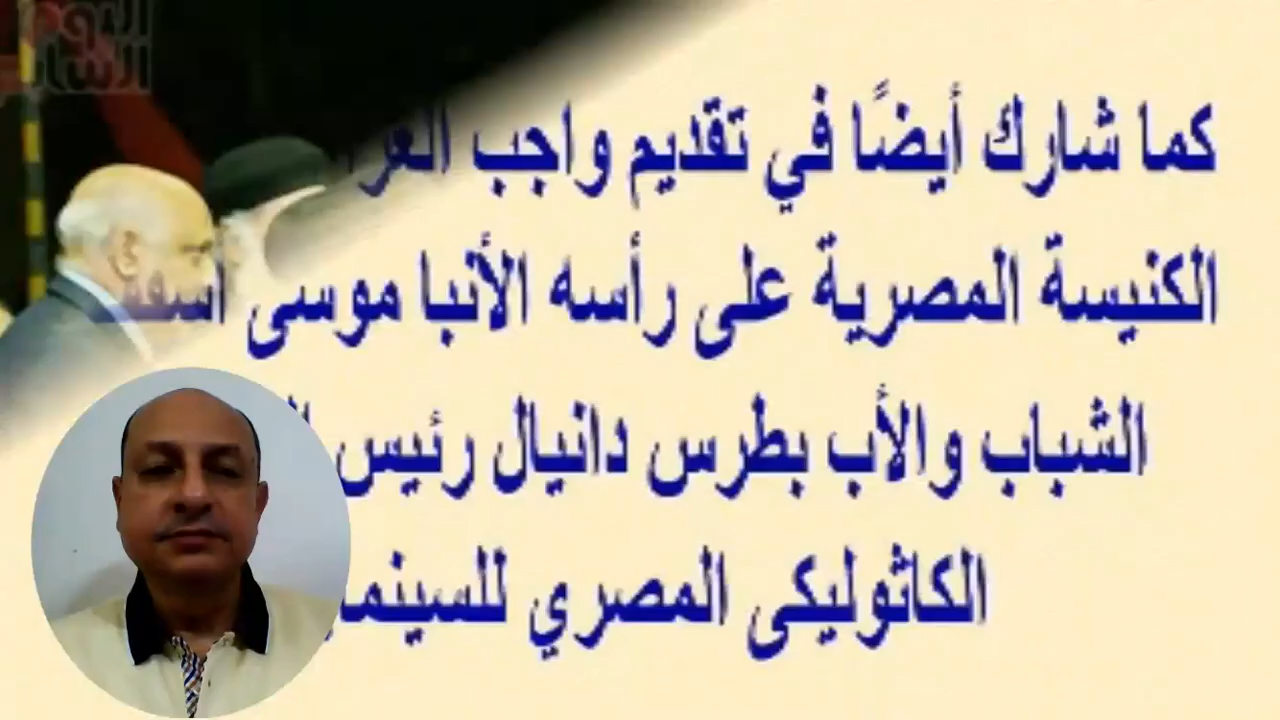 اليوم
كما شارك أيضًا في تقديم واجب
الكنيسة المصرية على رأسه الأنبا موسى
الشباب والأب بطرس دانيال رئيس
الكاثوليكى المصري